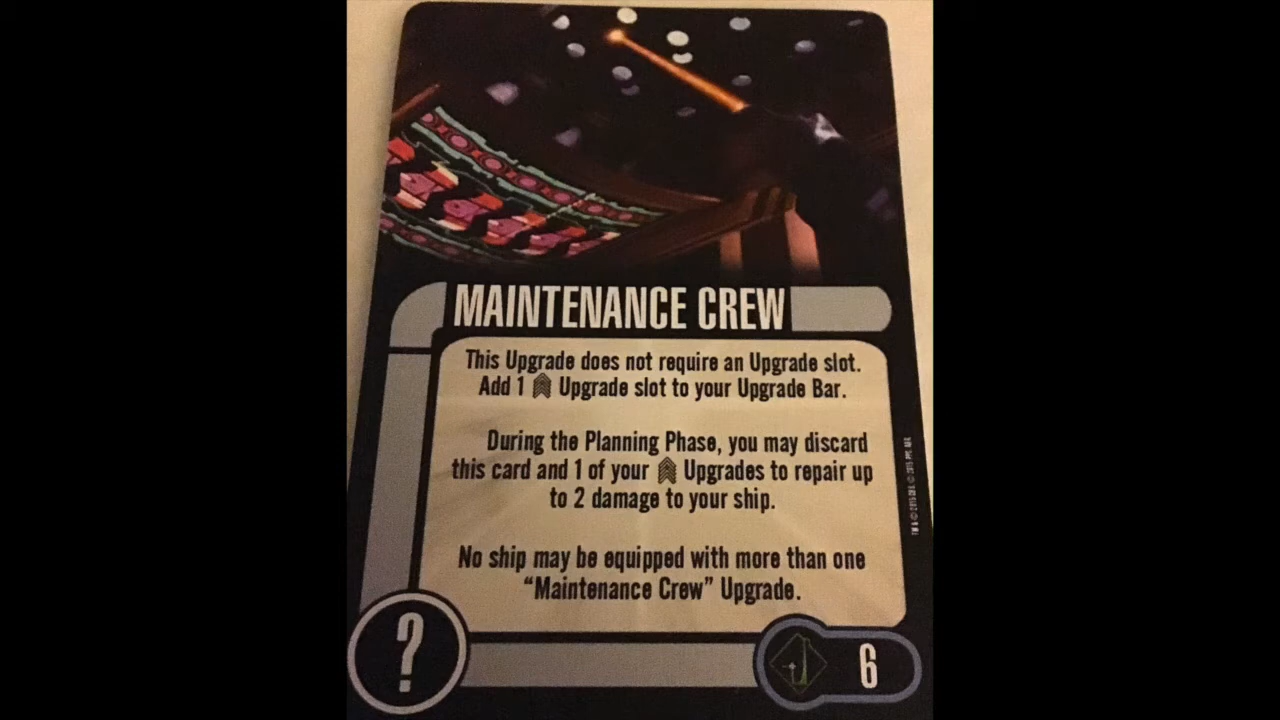 MAINTENANCE CREW
This Upgrade does not require an Upgrade slot.
Add 1 Upgrade slot to your Upgrade Bar.
During the Planning Phase, you may discard
this card and 1 of your Upgrades to repair up
to 2 damage to your ship.
No ship may be equipped with more than one
“Maintenance Crew” Upgrade.
?
6